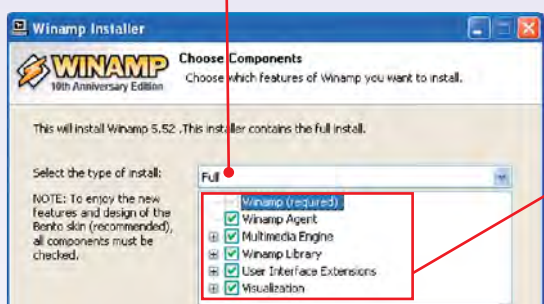 Winamp Installer
WINAMP
10th Anniversary Edition
Choose Components
Choose which features of Winamp you want to install.
This will install Winamp 5.52 .This installer contains the full install.
Select the type of install:
Full
NOTE: To enjoy the new
features and design of the
Bento skin (recommended),
all components must be
checked.
Winamp (required)
Winamp Agent
Multimedia Engine
Winamp Library
User Interface Extensions
Visualization